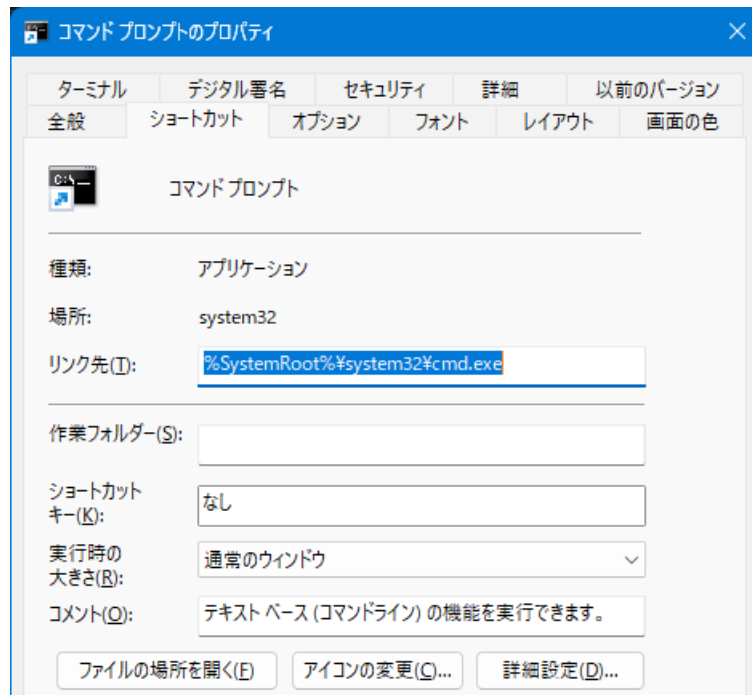 コマンド プロンプトのプロパティ
ターミナル デジタル署名 セキュリティ 詳細 以前のバージョン
全般 ショートカット オプション フォント レイアウト 画面の色
C:\
コマンド プロンプト
種類: アプリケーション
場所: system32
リンク先(T): %SystemRoot%¥system32¥cmd.exe
作業フォルダー(S):
ショートカット
キー(K): なし
実行時の
大きさ(R): 通常のウィンドウ
コメント(O): テキスト ベース (コマンドライン) の機能を実行できます。
ファイルの場所を開く(F) アイコンの変更(C)... 詳細設定(D)...